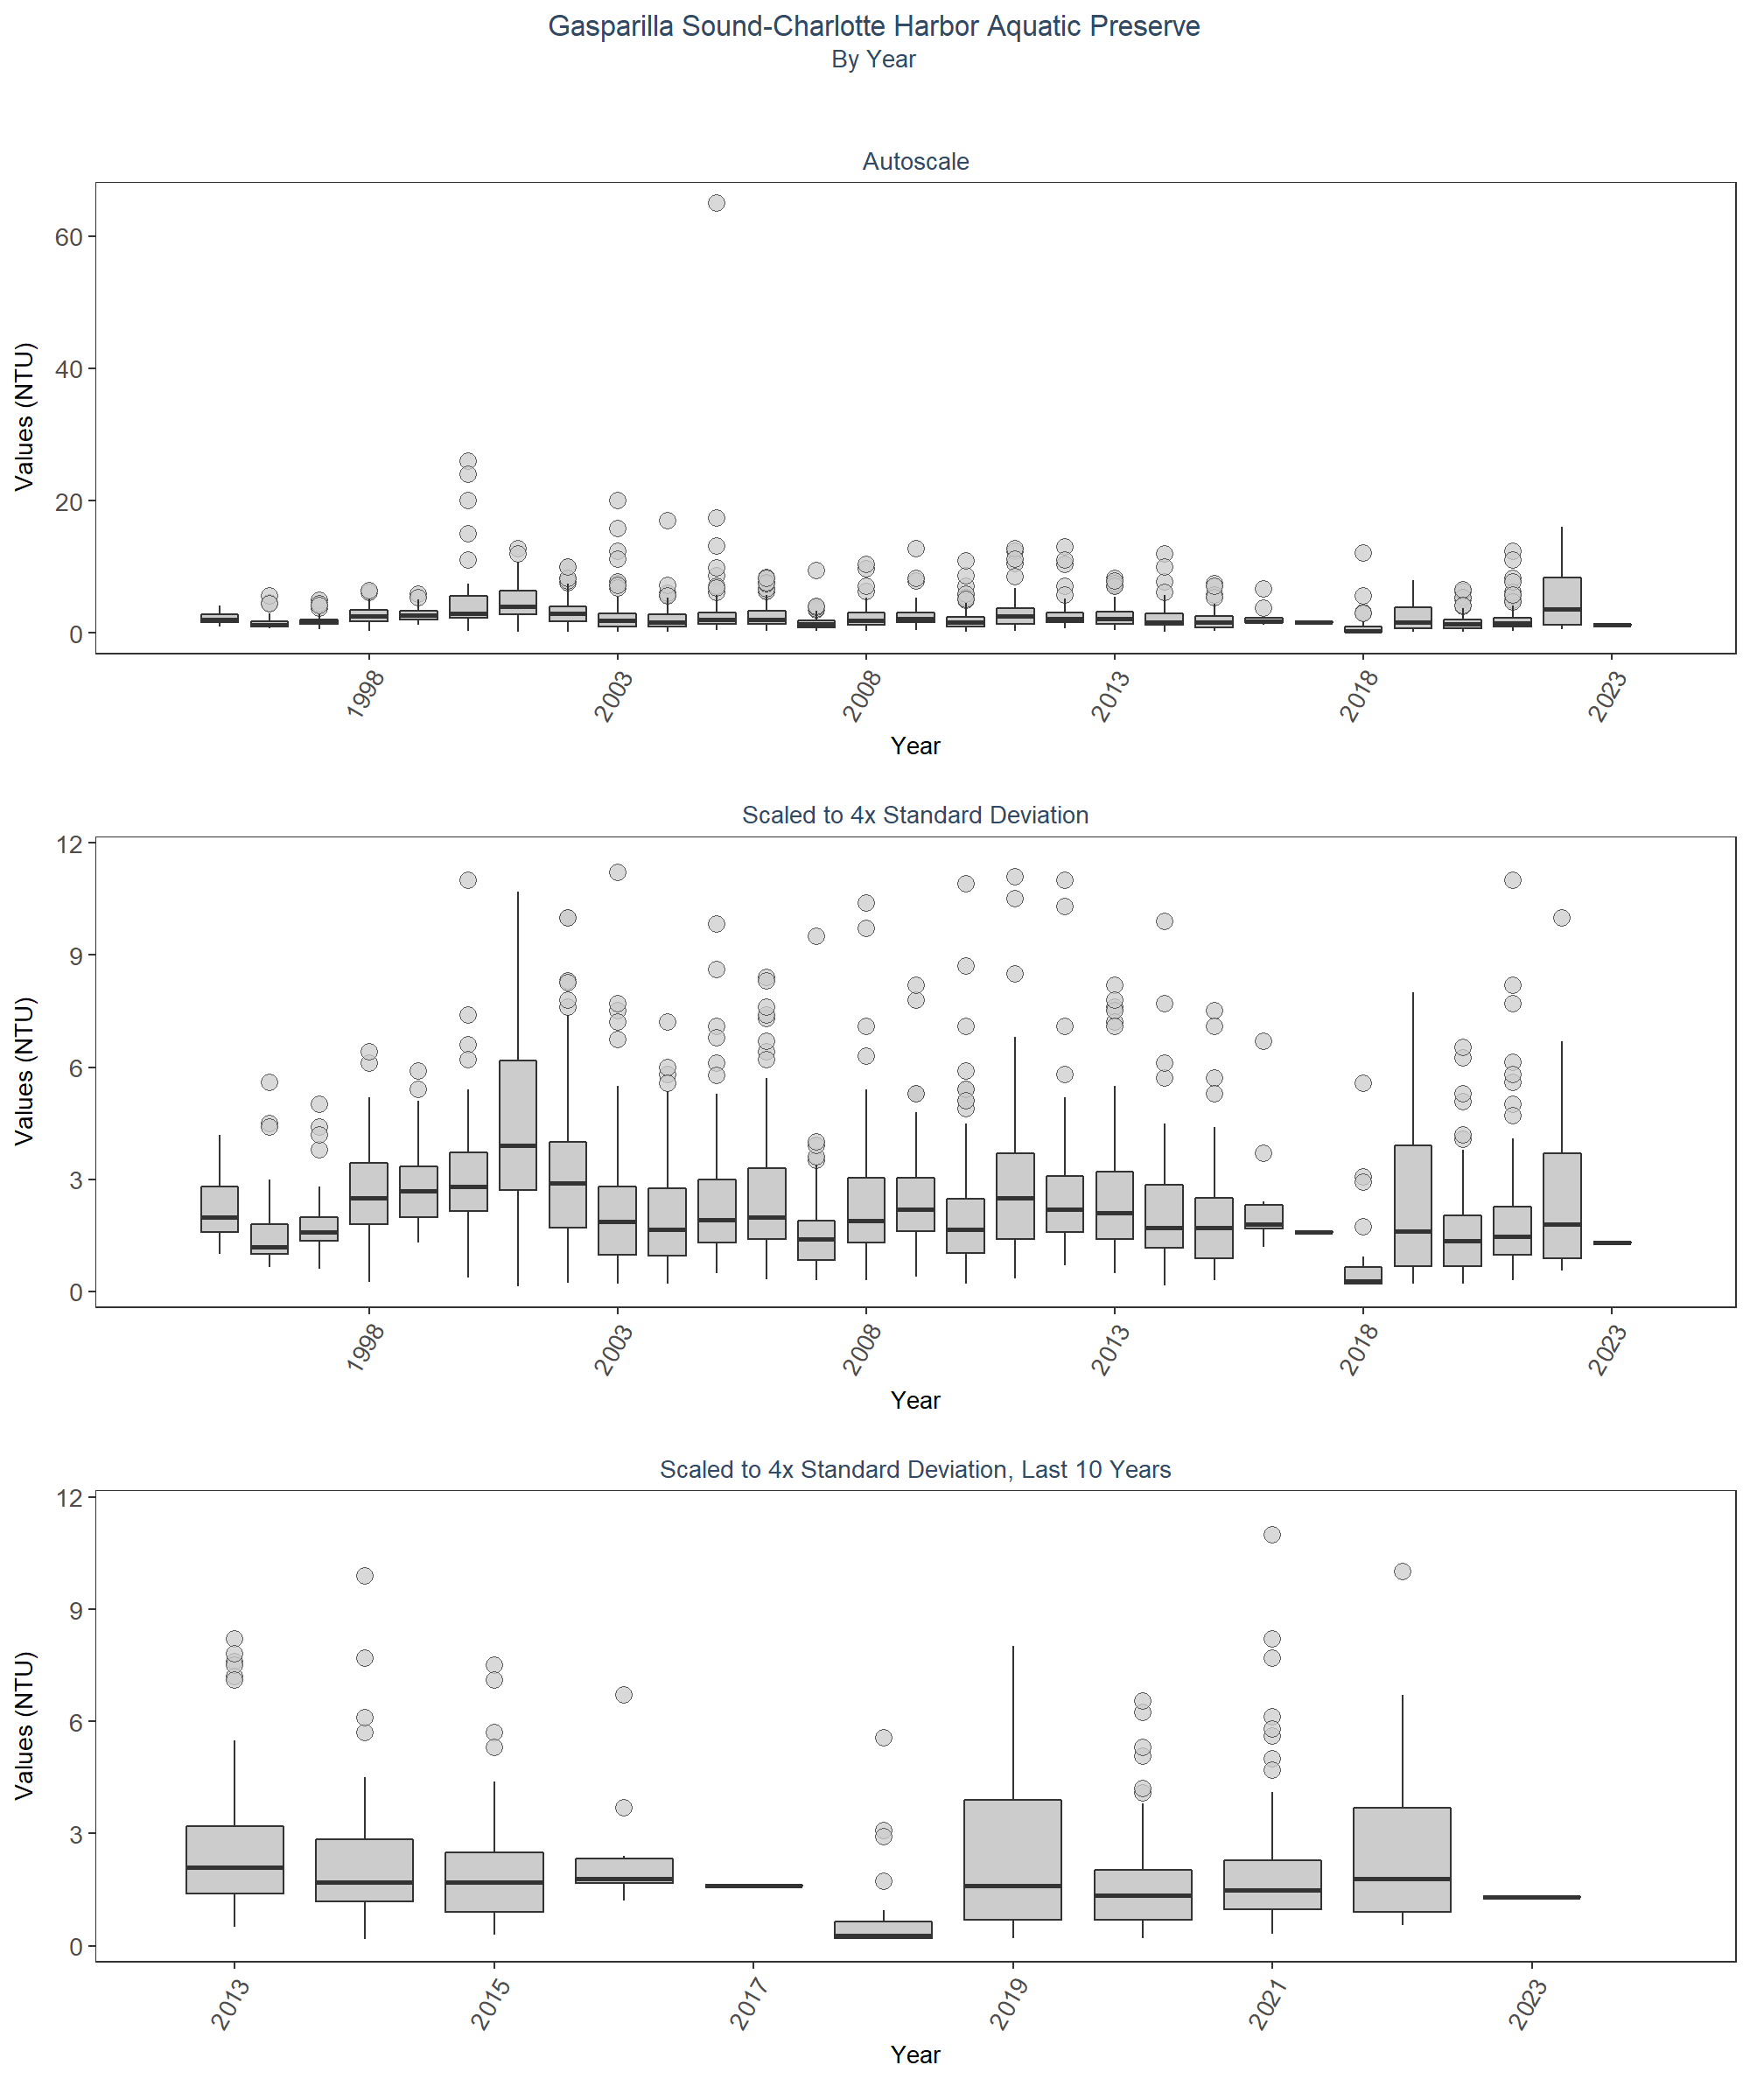 Gasparilla Sound-Charlotte Harbor Aquatic Preserve
By Year
Autoscale
Values (NTU)
60
40
20
0
1998
2003
2008
2013
2018
2023
Year
Scaled to 4x Standard Deviation
Values (NTU)
12
9
6
3
0
1998
2003
2008
2013
2018
2023
Year
Scaled to 4x Standard Deviation, Last 10 Years
Values (NTU)
12
9
6
3
0
2013
2015
2017
2019
2021
2023
Year